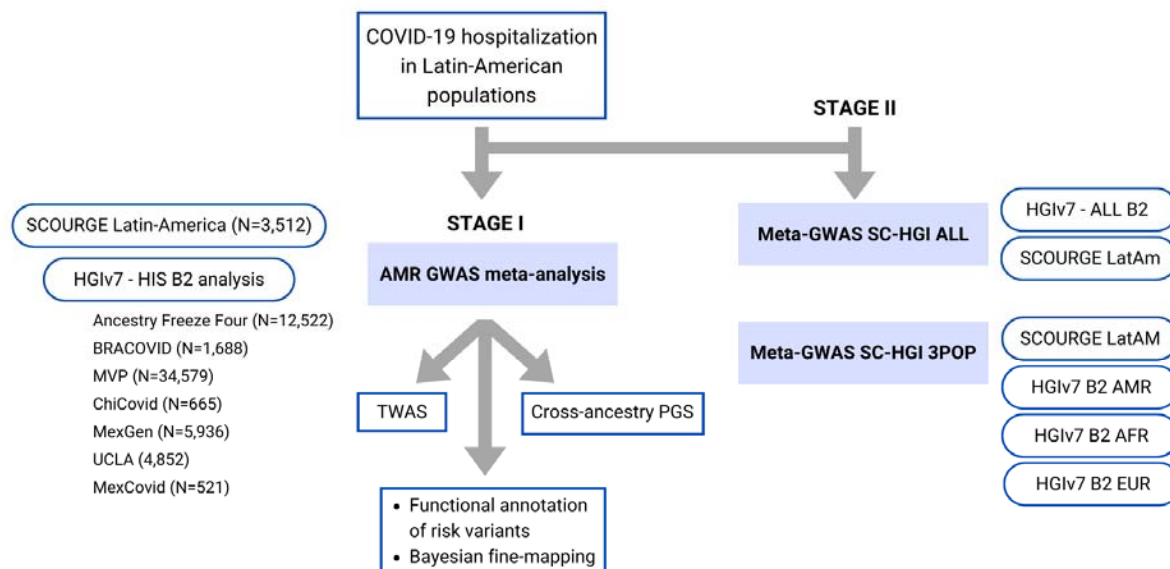 COVID-19 hospitalization
in Latin-American
populations
STAGE II
SCOURGE Latin-America (N=3,512)
HGIv7 - HIS B2 analysis
Ancestry Freeze Four (N=12,522)
BRACOVID (N=1,688)
MVP (N=34,579)
ChiCovid (N=665)
MexGen (N=5,936)
UCLA (4,852)
MexCovid (N=521)
STAGE I
AMR GWAS meta-analysis
TWAS
Cross-ancestry PGS
• Functional annotation
of risk variants
• Bayesian fine-mapping
Meta-GWAS SC-HGI ALL
HGIv7 - ALL B2
SCOURGE LatAm
Meta-GWAS SC-HGI 3POP
SCOURGE LatAM
HGIv7 B2 AMR
HGIv7 B2 AFR
HGIv7 B2 EUR